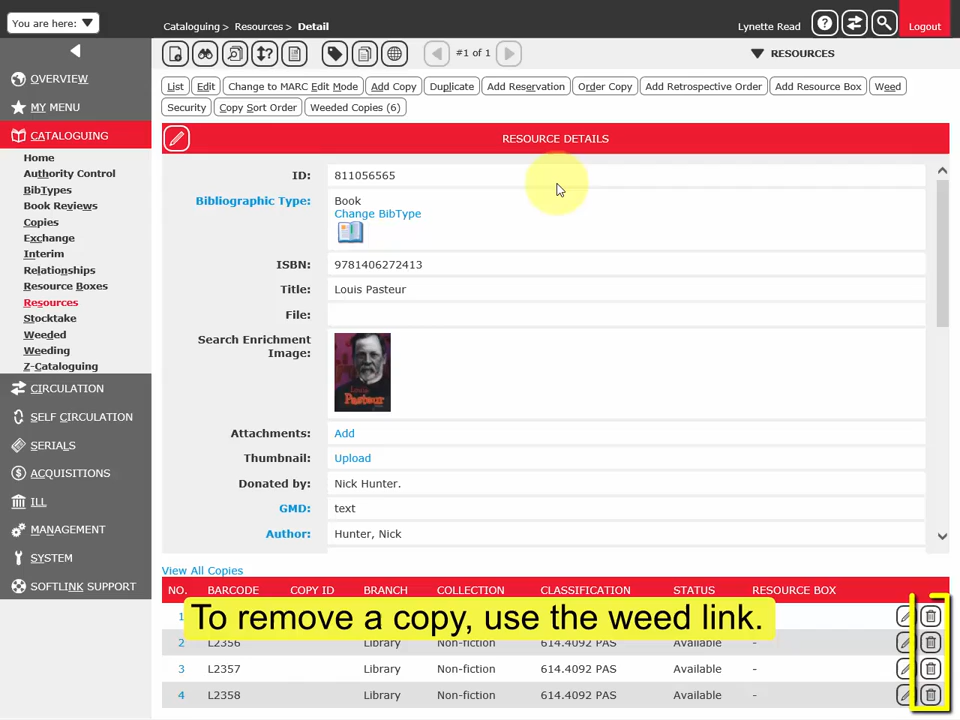 You are here:
Cataloguing > Resources > Detail
Lynette Read
Logout
#1 of 1
RESOURCES
List Edit Change to MARC Edit Mode Add Copy Duplicate Add Reservation Order Copy Add Retrospective Order Add Resource Box Weed
Security Copy Sort Order Weeded Copies (6)
OVERVIEW
MY MENU
CATALOGUING
Home
Authority Control
BibTypes
Book Reviews
Copies
Exchange
Interim
Relationships
Resource Boxes
Resources
Stocktake
Weeded
Weeding
Z-Cataloguing
CIRCULATION
SELF CIRCULATION
SERIALS
ACQUISITIONS
ILL
MANAGEMENT
SYSTEM
SOFTLINK SUPPORT
RESOURCE DETAILS
ID: 811056565
Bibliographic Type: Book
Change BibType
ISBN: 9781406272413
Title: Louis Pasteur
File:
Search Enrichment
Image:
Louis
Pasteur
Attachments: Add
Thumbnail: Upload
Donated by: Nick Hunter.
GMD: text
Author: Hunter, Nick
View All Copies
NO. BARCODE COPY ID BRANCH COLLECTION CLASSIFICATION STATUS RESOURCE BOX
1
To remove a copy, use the weed link.
2 L2356 Library Non-fiction 614.4092 PAS Available -
3 L2357 Library Non-fiction 614.4092 PAS Available -
4 L2358 Library Non-fiction 614.4092 PAS Available -